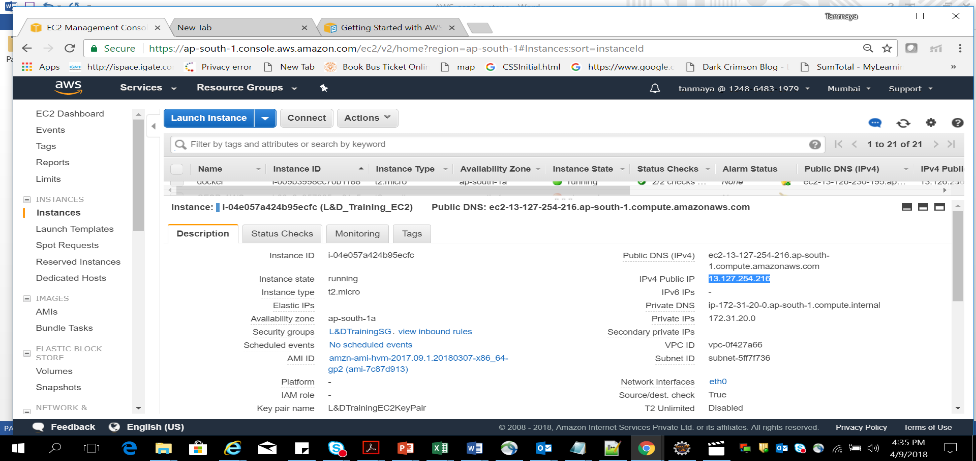 Tanmaya
EC2 Management Conso
New Tab
Getting Started with AWS
Secure https://ap-south-1.console.aws.amazon.com/ec2/v2/home?region=ap-south-1#Instances:sort=instanceId
Apps http://ispace.igate.co Privacy error New Tab Book Bus Ticket Onlin map CSSInitial.html https://www.google. Dark Crimson Blog - SumTotal - MyLearnin
aws Services Resource Groups tanmaya @ 1248-6483-1979 Mumbai Support
EC2 Dashboard
Events
Tags
Reports
Limits
INSTANCES
Instances
Launch Templates
Spot Requests
Reserved Instances
Dedicated Hosts
IMAGES
AMIs
Bundle Tasks
ELASTIC BLOCK
STORE
Volumes
Snapshots
NETWORK &
Launch Instance Connect Actions
Filter by tags and attributes or search by keyword 1 to 21 of 21
Name Instance ID Instance Type Availability Zone Instance State Status Checks Alarm Status Public DNS (IPv4) IPv4 Publi
docker t2.micro ap-south-1a running 2/2 checks ... None
Instance: i-04e057a424b95ecfc (L&D_Training_EC2) Public DNS: ec2-13-127-254-216.ap-south-1.compute.amazonaws.com
Description Status Checks Monitoring Tags
Instance ID i-04e057a424b95ecfc
Instance state running
Instance type t2.micro
Elastic IPs
Availability zone ap-south-1a
Security groups L&DTrainingSG. view inbound rules
Scheduled events No scheduled events
AMI ID amzn-ami-hvm-2017.09.1.20180307-x86_64-
gp2 (ami-7c87d913)
Platform -
IAM role -
Key pair name L&DTrainingEC2KeyPair
Public DNS (IPv4) ec2-13-127-254-216.ap-south-
1.compute.amazonaws.com
IPv4 Public IP 13.127.254.216
IPv6 IPs -
Private DNS ip-172-31-20-0.ap-south-1.compute.internal
Private IPs 172.31.20.0
Secondary private IPs
VPC ID vpc-0f427a66
Subnet ID subnet-5ff7f736
Network interfaces eth0
Source/dest. check True
T2 Unlimited Disabled
Feedback English (US) © 2008 - 2018, Amazon Internet Services Private Ltd. or its affiliates. All rights reserved. Privacy Policy Terms of Use
4:35 PM
4/9/2018